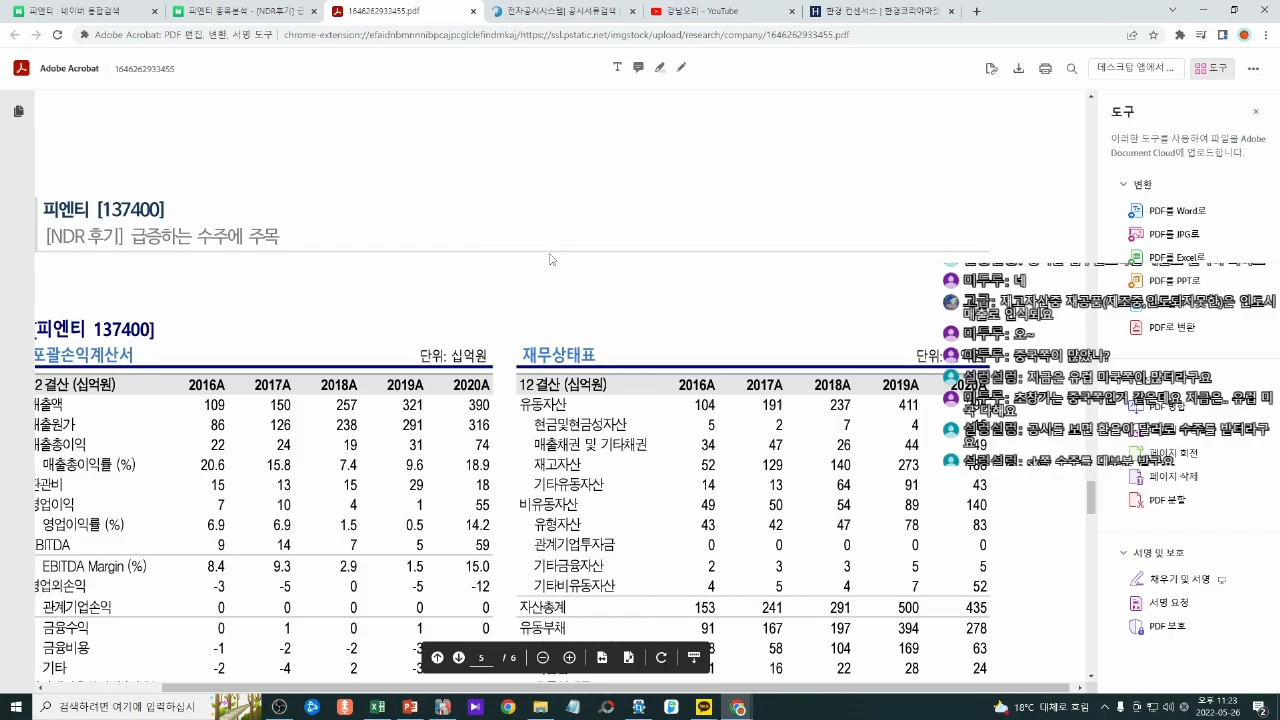 피엔티 - 네이버 통합검색
피엔티 종목분석 - [NDR후기] 급
1646262933455.pdf
전자공시시스템| 공시서류검색 |
강남오리 - YouTube
한경 컨센서스 | 한경코리아마켓
Adobe Acrobat: PDF 편집, 변환, 서명 도구 | chrome-extension://efaidnbmnnnibpcajpcglclefindmkaj/https://ssl.pstatic.net/imgstock/upload/research/company/1646262933455.pdf
Adobe Acrobat 1646262933455
데스크탑 앱에서 ...
도구
도구
이러한 도구를 사용하여 파일을 Adobe
Document Cloud에 업로드합니다.
변환
PDF를 Word로
PDF를 JPG로
PDF를 Excel로
PDF를 PPT로
PDF로 변환
페이지 회전
페이지 삭제
PDF 분할
서명 및 보호
채우기 및 서명
서명 요청
PDF 보호
피엔티 [137400]
[NDR 후기] 급증하는 수주에 주목
미두루: 네
고급: 재고자산중 재공품(제조중,인도되지못한)은 인도시
매출로 인식되요
미두루: 요~
미두루: 중국쪽이 많았나?
설렁설렁: 지금은 유럽 미국쪽이 많터라구요
미두루: 초창기는 중국쪽인거 같은데요 지금은.. 유럽 미
국 다해요
설렁설렁: 공시를 보면 환율이 달러로 수주를 받터라구
요
[피엔티 137400]
포괄손익계산서 단위: 십억원
12 결산 (십억원) 2016A 2017A 2018A 2019A 2020A
매출액 109 150 257 321 390
매출원가 86 126 238 291 316
매출총이익 22 24 19 31 74
매출총이익률 (%) 20.6 15.8 7.4 9.6 18.9
판관비 15 13 15 29 18
영업이익 7 10 4 1 55
영업이익률 (%) 6.9 6.9 1.5 0.5 14.2
EBITDA 9 14 7 5 59
EBITDA Margin (%) 8.4 9.3 2.9 1.5 15.0
영업외손익 -3 -5 0 -5 -12
관계기업손익 0 0 0 0 0
금융수익 0 1 0 1 0
금융비용 -1 -2 -2
기타 -2 -4 2
재무상태표 단위:
12 결산 (십억원) 2016A 2017A 2018A 2019A 2020A
유동자산 104 191 237 411
현금및현금성자산 5 2 7 4
매출채권 및 기타채권 34 47 26 44 49
재고자산 52 129 140 273
기타유동자산 14 13 64 91 43
비유동자산 49 50 54 89 140
유형자산 43 42 47 78 83
관계기업투자금 0 0 0 0 0
기타금융자산 2 3 3 5 5
기타비유동자산 4 5 4 7 52
자산총계 153 241 291 500 435
유동부채 91 167 197 394 278
58 104 169 63
16 22 28 24
5 / 6
검색하려면 여기에 입력하십시
18℃ 대체로 흐림
오후 11:23
2022-05-26